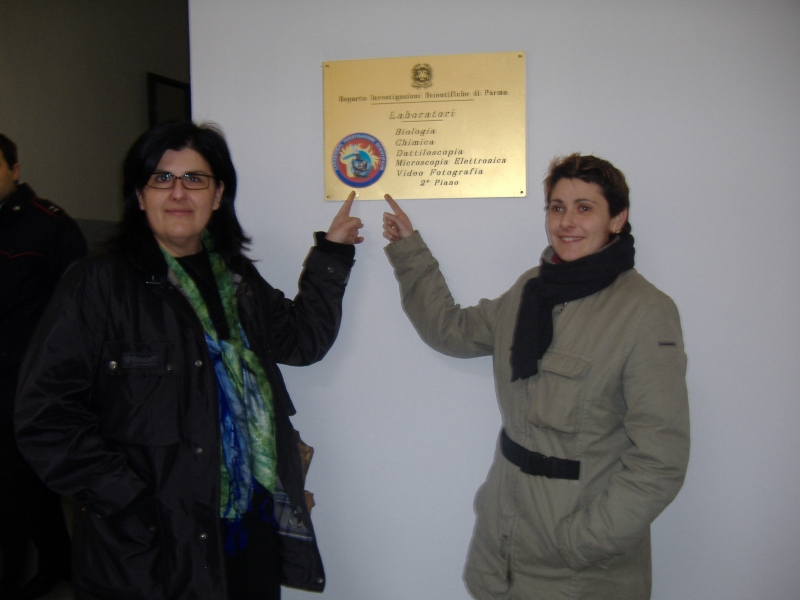 Reparto Investigazioni Scientifiche di Parma
Laboratori
Biologia
Chimica
Dattiloscopia
Microscopia Elettronica
Video Fotografia
2° Piano